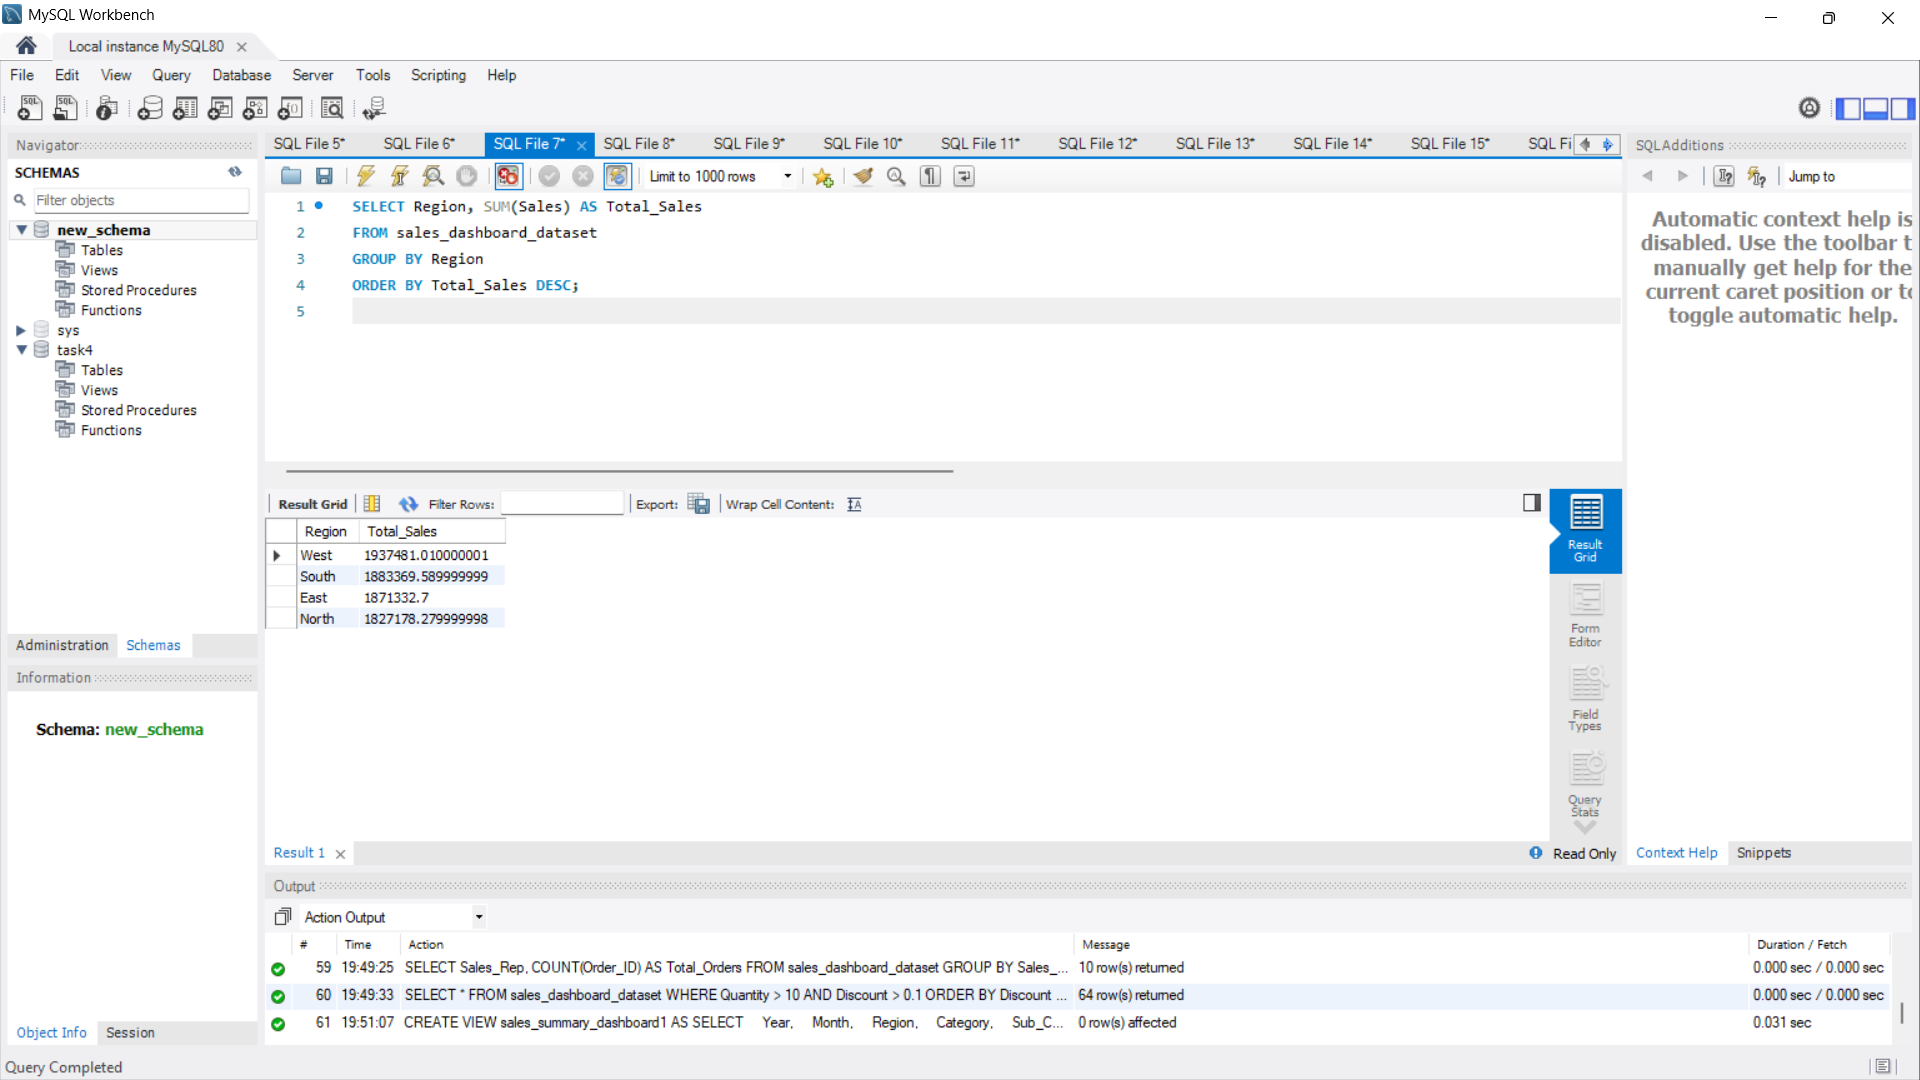 MySQL Workbench
Local instance MySQL80
File Edit View Query Database Server Tools Scripting Help
Navigator
SCHEMAS
Filter objects
new_schema
Tables
Views
Stored Procedures
Functions
sys
task4
Tables
Views
Stored Procedures
Functions
Administration Schemas
Information
Schema: new_schema
Object Info Session
SQL File 5* SQL File 6* SQL File 7* SQL File 8* SQL File 9* SQL File 10* SQL File 11* SQL File 12* SQL File 13* SQL File 14* SQL File 15* SQL Fi
Limit to 1000 rows
1 SELECT Region, SUM(Sales) AS Total_Sales
2 FROM sales_dashboard_dataset
3 GROUP BY Region
4 ORDER BY Total_Sales DESC;
5
Result Grid Filter Rows: Export: Wrap Cell Content:
Region Total_Sales
West 1937481.010000001
South 1883369.589999999
East 1871332.7
North 1827178.279999998
Result Grid
Form Editor
Field Types
Query Stats
Result 1
Read Only
SQLAdditions
Jump to
Automatic context help is
disabled. Use the toolbar t
manually get help for the
current caret position or to
toggle automatic help.
Context Help Snippets
Output
Action Output
# Time Action Message Duration / Fetch
59 19:49:25 SELECT Sales_Rep, COUNT(Order_ID) AS Total_Orders FROM sales_dashboard_dataset GROUP BY Sales_... 10 row(s) returned 0.000 sec / 0.000 sec
60 19:49:33 SELECT * FROM sales_dashboard_dataset WHERE Quantity > 10 AND Discount > 0.1 ORDER BY Discount ... 64 row(s) returned 0.000 sec / 0.000 sec
61 19:51:07 CREATE VIEW sales_summary_dashboard1 AS SELECT Year, Month, Region, Category, Sub_C... 0 row(s) affected 0.031 sec
Query Completed